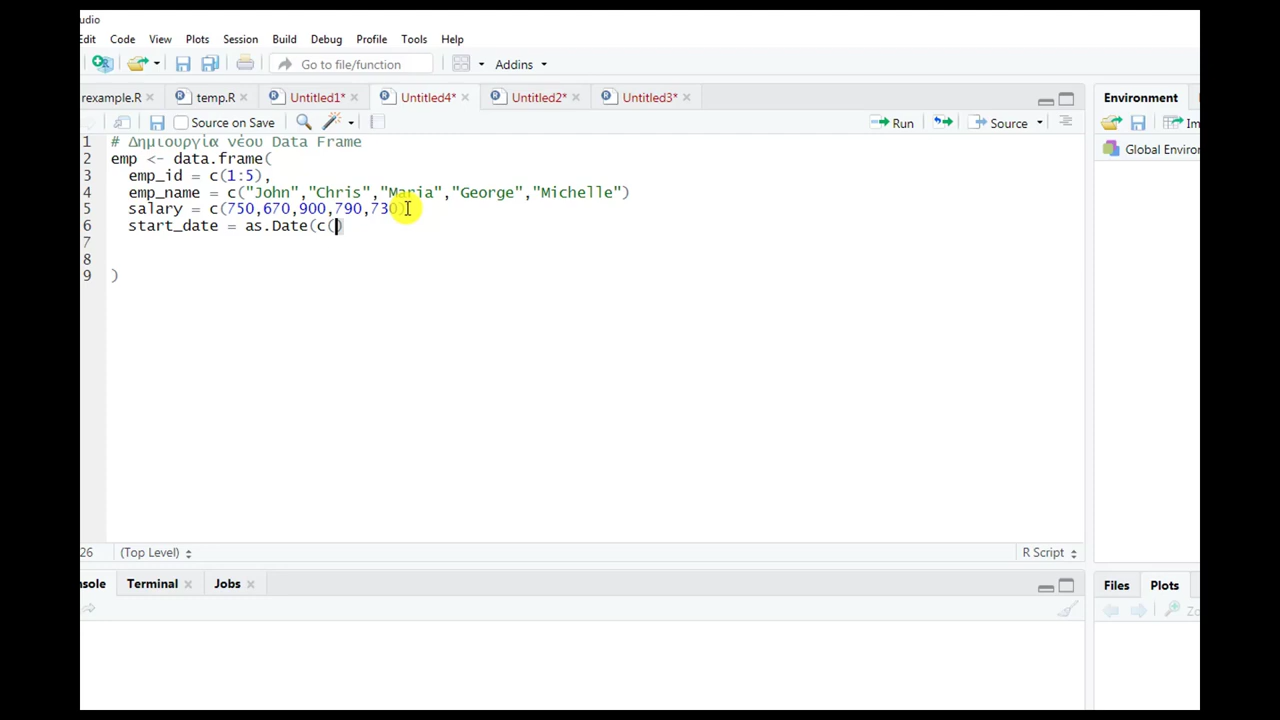 udio
Edit Code View Plots Session Build Debug Profile Tools Help
Go to file/function Addins
rexample.R temp.R Untitled1* Untitled4* Untitled2* Untitled3* Environment
Source on Save Run Source Im
Global Enviror
1 # Δημιουργία νέου Data Frame
2 emp <- data.frame(
3 emp_id = c(1:5),
4 emp_name = c("John","Chris","Maria","George","Michelle")
5 salary = c(750,670,900,790,730)
6 start_date = as.Date(c()
7
8
9 )
26 (Top Level) R Script
nsole Terminal Jobs Files Plots
Zo